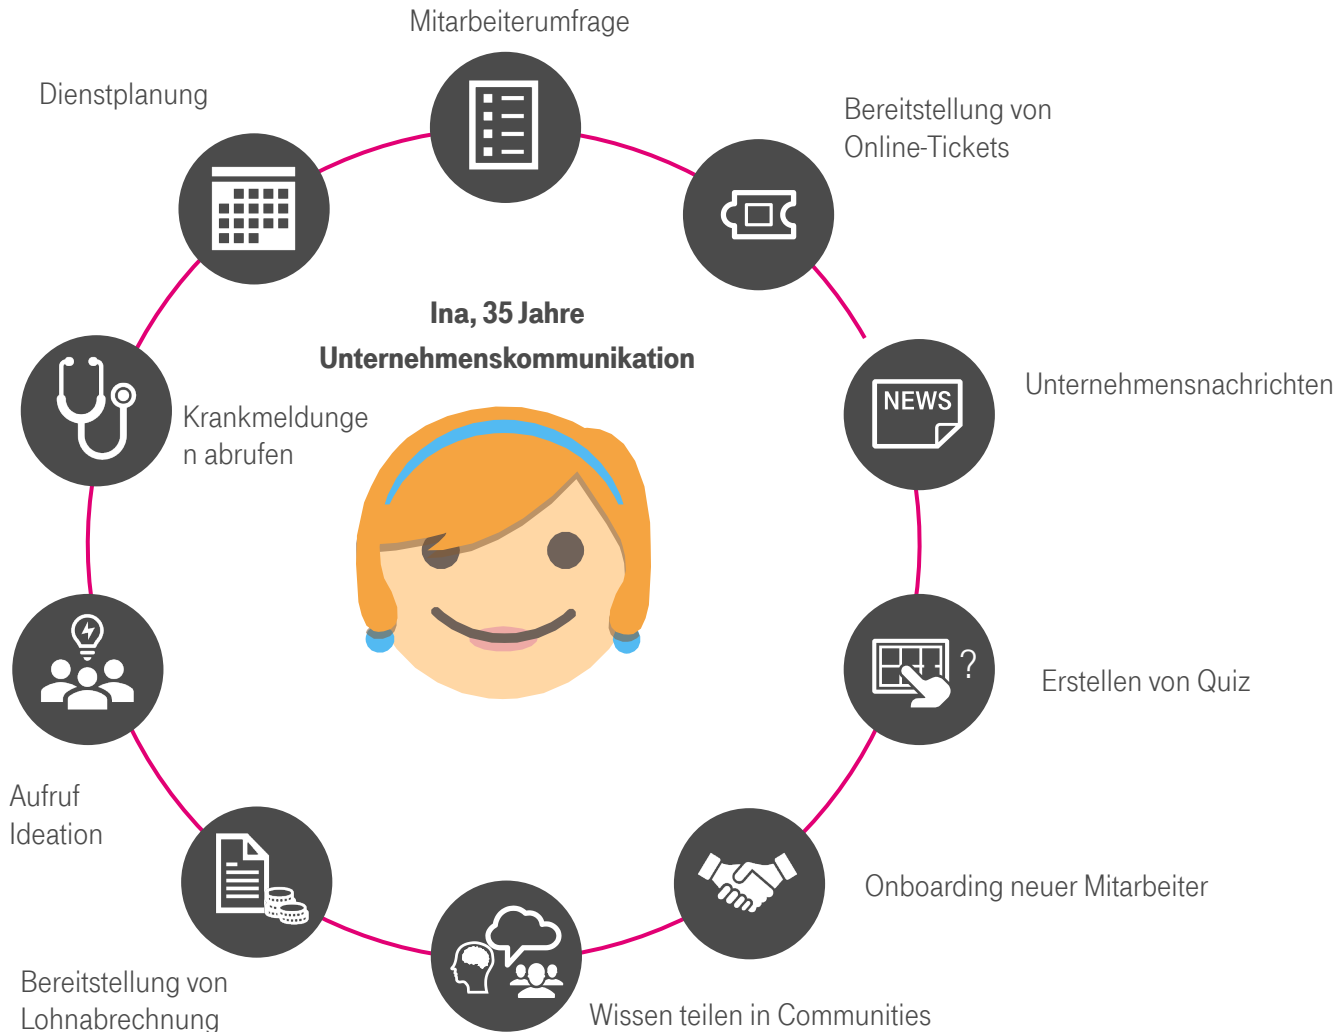 Mitarbeiterumfrage
Dienstplanung
Bereitstellung von
Online-Tickets
Ina, 35 Jahre
Unternehmenskommunikation
Unternehmensnachrichten
NEWS
Krankmeldunge
n abrufen
?
Erstellen von Quiz
Aufruf
Ideation
Onboarding neuer Mitarbeiter
Bereitstellung von
Lohnabrechnung
Wissen teilen in Communities